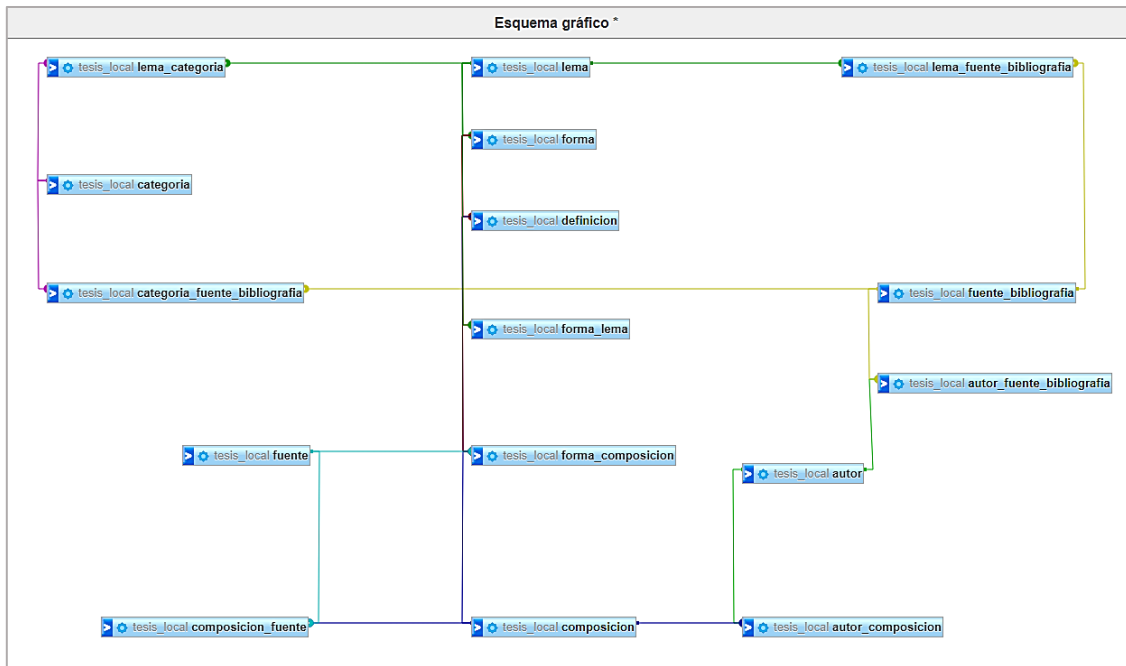 Esquema gráfico *
tesis_local lema_categoria
tesis_local lema
tesis_local lema_fuente_bibliografia
tesis_local forma
tesis_local categoria
tesis_local definicion
tesis_local categoria_fuente_bibliografia
tesis_local fuente_bibliografia
tesis_local forma_lema
tesis_local autor_fuente_bibliografia
tesis_local fuente
tesis_local forma_composicion
tesis_local autor
tesis_local composicion_fuente
tesis_local composicion
tesis_local autor_composicion